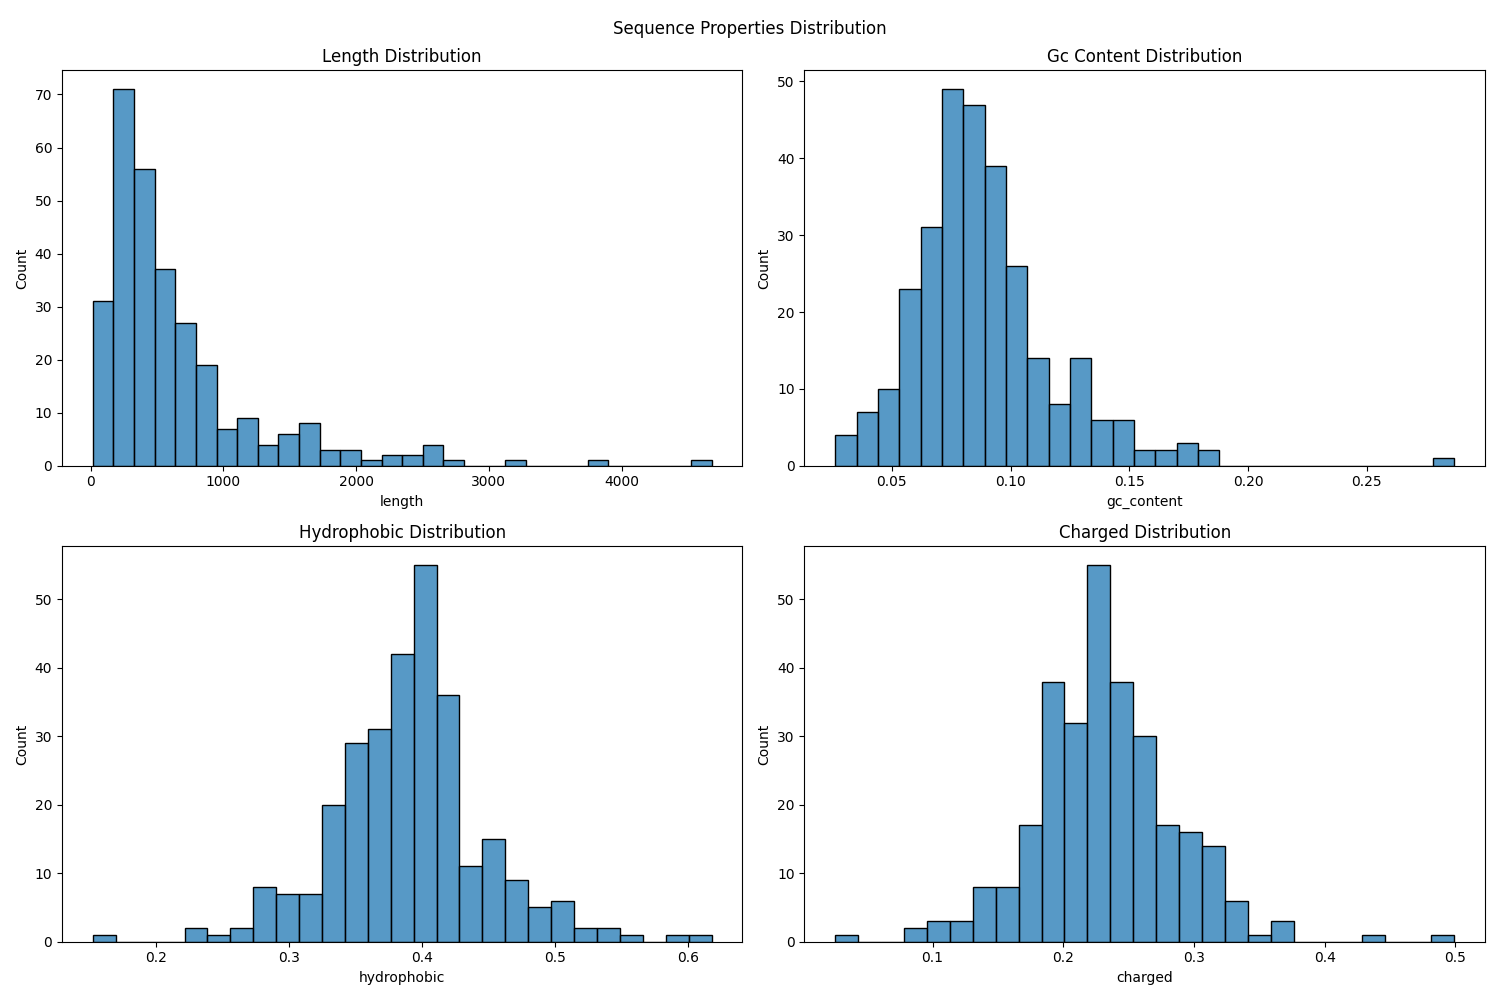 Sequence Properties Distribution
Length Distribution
70
60
50
40
30
20
10
0
Count
0 1000 2000 3000 4000
length
Gc Content Distribution
50
40
30
20
10
0
Count
0.05 0.10 0.15 0.20 0.25
gc_content
Hydrophobic Distribution
50
40
30
20
10
0
Count
0.2 0.3 0.4 0.5 0.6
hydrophobic
Charged Distribution
50
40
30
20
10
0
Count
0.1 0.2 0.3 0.4 0.5
charged